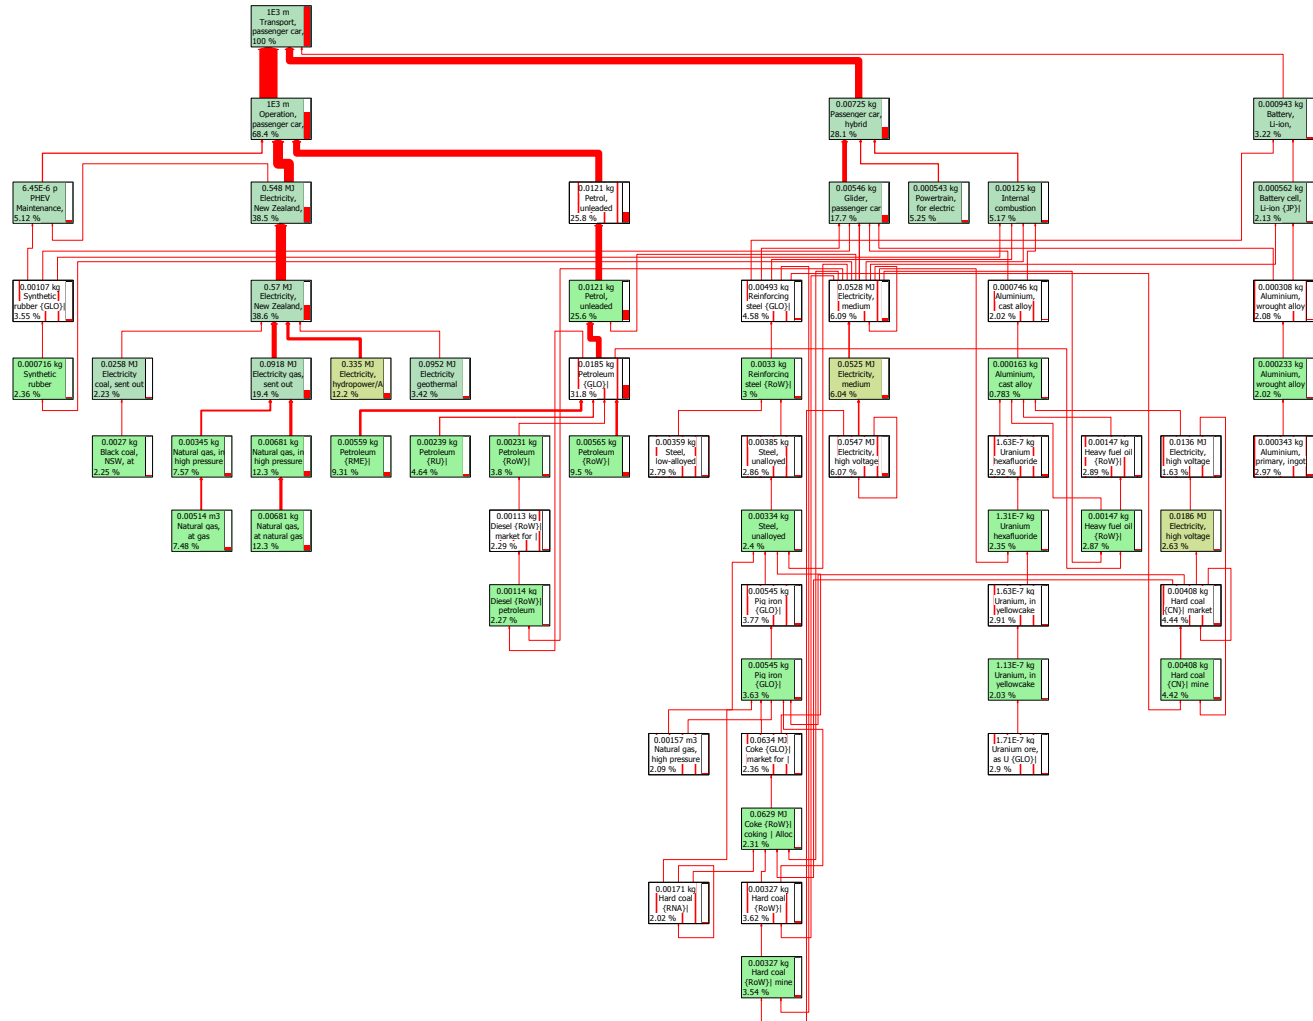 1E3 m
Transport,
passenger car,
100 %
1E3 m
Operation,
passenger car,
68.4 %
0.00725 kg
Passenger car,
hybrid
28.1 %
0.000943 kg
Battery,
Li-ion,
3.22 %
6.45E-6 p
PHEV
Maintenance,
5.12 %
0.548 MJ
Electricity,
New Zealand,
38.5 %
0.0121 kg
Petrol,
unleaded
25.8 %
0.00546 kg
Glider,
passenger car
17.7 %
0.000543 kg
Powertrain,
for electric
5.25 %
0.00125 kg
Internal
combustion
5.17 %
0.000562 kg
Battery cell,
Li-ion {JP}|
2.13 %
0.00107 kg
Synthetic
rubber {GLO}|
3.55 %
0.57 MJ
Electricity,
New Zealand,
38.6 %
0.0121 kg
Petrol,
unleaded
25.6 %
0.00493 kg
Reinforcing
steel {GLO}|
4.58 %
0.0528 MJ
Electricity,
medium
6.09 %
0.000746 kg
Aluminium,
cast alloy
2.02 %
0.000308 kg
Aluminium,
wrought alloy
2.08 %
0.000716 kg
Synthetic
rubber
2.36 %
0.0258 MJ
Electricity
coal, sent out
2.23 %
0.0918 MJ
Electricity gas,
sent out
19.4 %
0.335 MJ
Electricity,
hydropower/A
12.2 %
0.0952 MJ
Electricity
geothermal
3.42 %
0.0185 kg
Petroleum
{GLO}|
31.8 %
0.0033 kg
Reinforcing
steel {RoW}|
3 %
0.0525 MJ
Electricity,
medium
6.04 %
0.000163 kg
Aluminium,
cast alloy
0.783 %
0.000233 kg
Aluminium,
wrought alloy
2.02 %
0.0027 kg
Black coal,
NSW, at
2.25 %
0.00345 kg
Natural gas, in
high pressure
7.57 %
0.00681 kg
Natural gas, in
high pressure
12.3 %
0.00559 kg
Petroleum
{RME}|
9.31 %
0.00239 kg
Petroleum
{RU}|
4.64 %
0.00231 kg
Petroleum
{RoW}|
3.8 %
0.00565 kg
Petroleum
{RoW}|
9.5 %
0.00359 kg
Steel,
low-alloyed
2.79 %
0.00385 kg
Steel,
unalloyed
2.86 %
0.0547 MJ
Electricity,
high voltage
6.07 %
1.63E-7 kg
Uranium
hexafluoride
2.92 %
0.00147 kg
Heavy fuel oil
{RoW}|
2.89 %
0.0136 MJ
Electricity,
high voltage
1.63 %
0.000343 kg
Aluminium,
primary, ingot
2.97 %
0.00514 m3
Natural gas,
at gas
7.48 %
0.00681 kg
Natural gas,
at natural gas
12.3 %
0.00113 kg
Diesel {RoW}|
market for |
2.29 %
0.00334 kg
Steel,
unalloyed
2.4 %
1.31E-7 kg
Uranium
hexafluoride
2.35 %
0.00147 kg
Heavy fuel oil
{RoW}|
2.87 %
0.0186 MJ
Electricity,
high voltage
2.63 %
0.00114 kg
Diesel {RoW}|
petroleum
2.27 %
0.00545 kg
Pig iron
{GLO}|
3.77 %
1.63E-7 kg
Uranium, in
yellowcake
2.91 %
0.00408 kg
Hard coal
{CN}| market
4.44 %
0.00545 kg
Pig iron
{GLO}|
3.63 %
1.13E-7 kg
Uranium, in
yellowcake
2.03 %
0.00408 kg
Hard coal
{CN}| mine
4.42 %
0.00157 m3
Natural gas,
high pressure
2.09 %
0.0634 MJ
Coke {GLO}|
market for |
2.36 %
1.71E-7 kg
Uranium ore,
as U {GLO}|
2.9 %
0.0629 MJ
Coke {RoW}|
coking | Alloc
2.31 %
0.00171 kg
Hard coal
{RNA}|
2.02 %
0.00327 kg
Hard coal
{RoW}|
3.62 %
0.00327 kg
Hard coal
{RoW}| mine
3.54 %